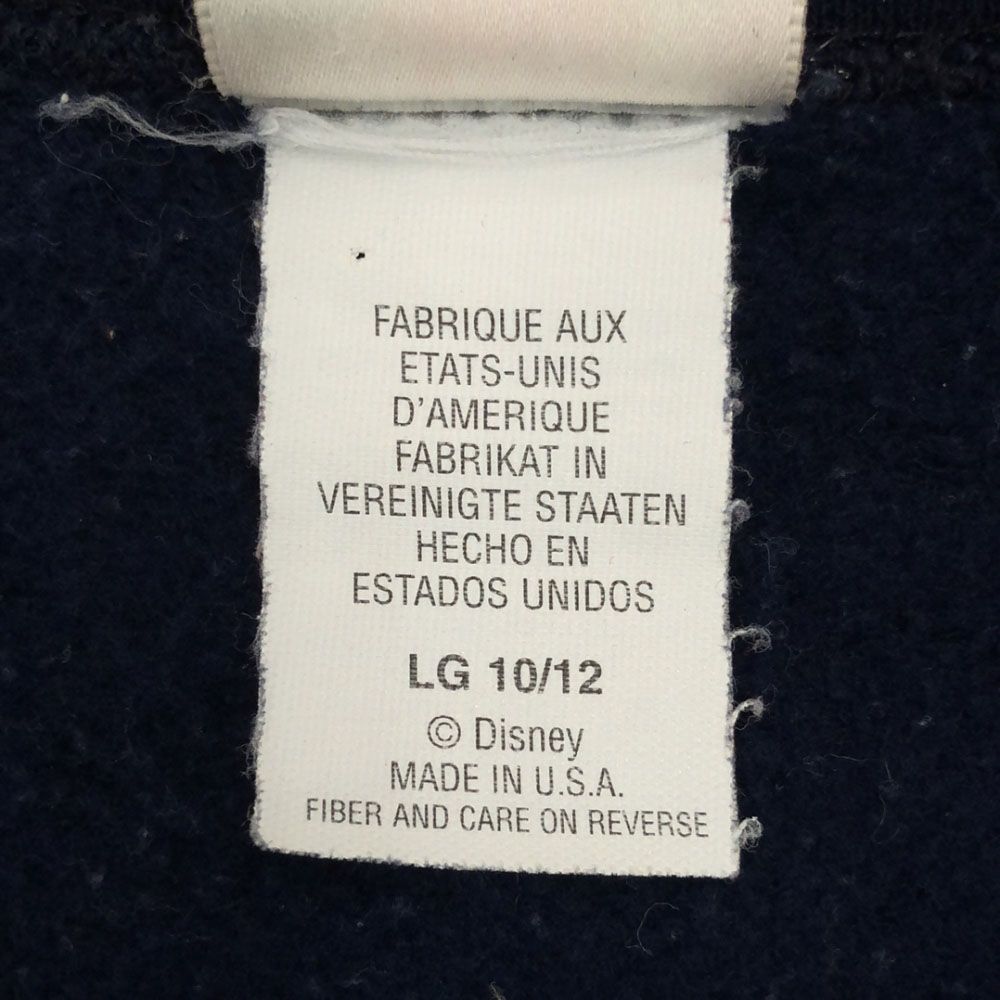 FABRIQUE AUX
ETATS-UNIS
D'AMERIQUE
FABRIKAT IN
VEREINIGTE STAATEN
HECHO EN
ESTADOS UNIDOS
LG 10/12
© Disney
MADE IN U.S.A.
FIBER AND CARE ON REVERSE